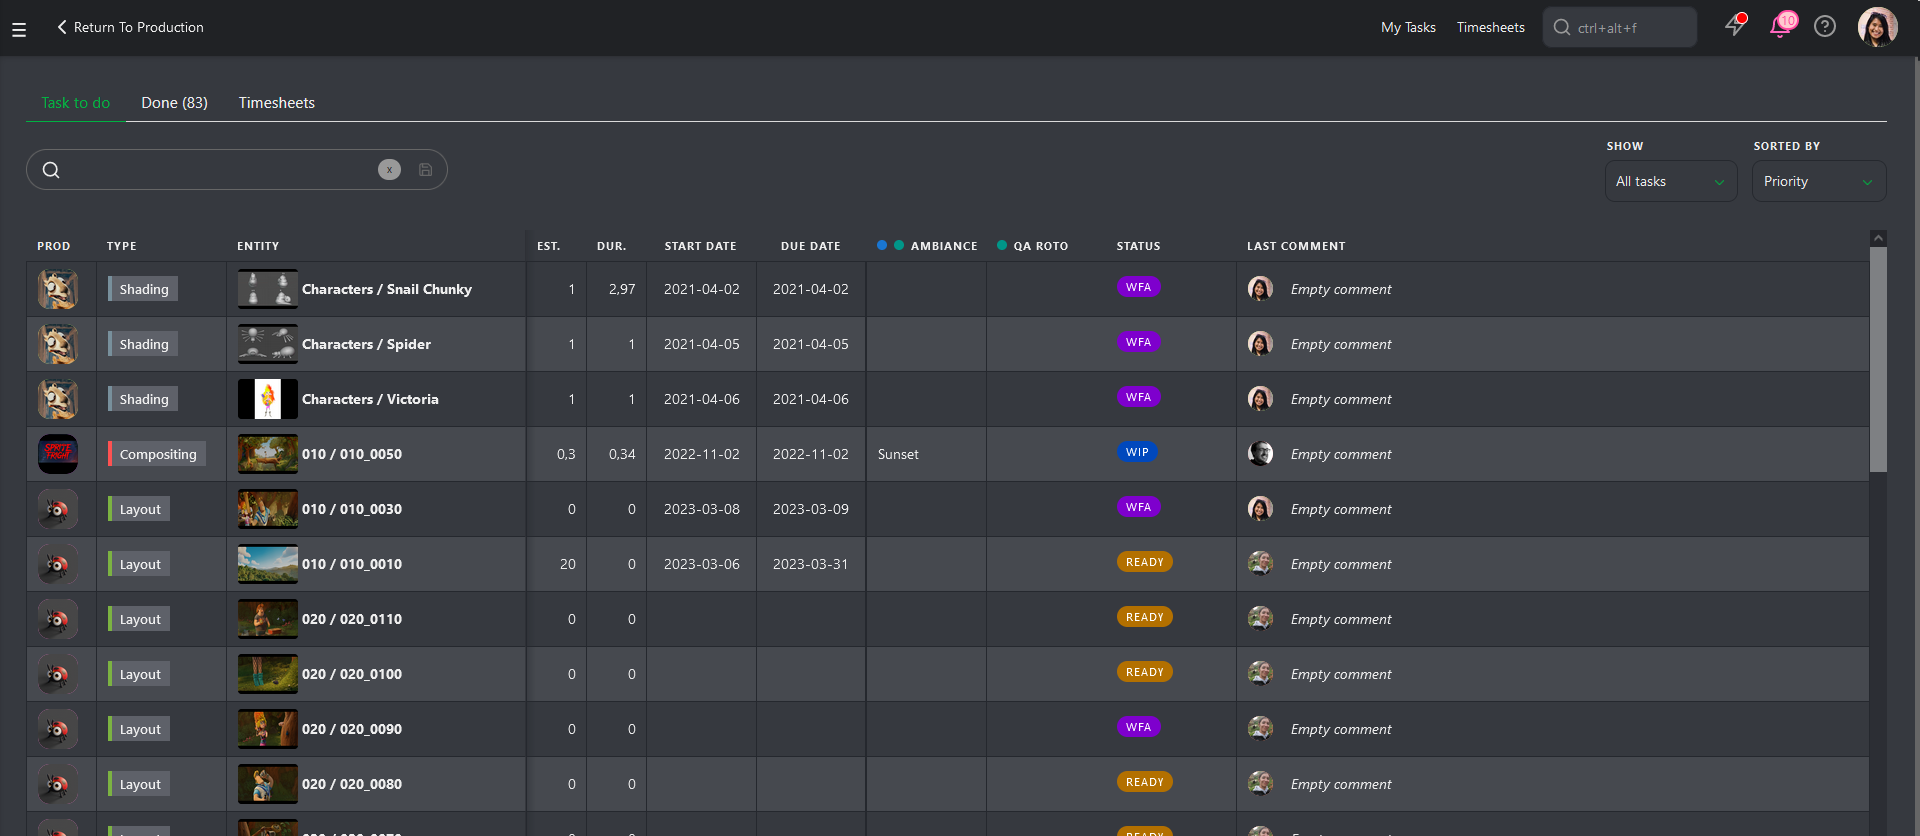 Return To Production
My Tasks Timesheets ctrl+alt+f 10
Task to do Done (83) Timesheets
SHOW SORTED BY
x All tasks Priority
PROD TYPE ENTITY EST. DUR. START DATE DUE DATE AMBIANCE QA ROTO STATUS LAST COMMENT
Shading Characters / Snail Chunky 1 2,97 2021-04-02 2021-04-02 WFA Empty comment
Shading Characters / Spider 1 1 2021-04-05 2021-04-05 WFA Empty comment
Shading Characters / Victoria 1 1 2021-04-06 2021-04-06 WFA Empty comment
SPRITE FRIGHT Compositing 010 / 010_0050 0,3 0,34 2022-11-02 2022-11-02 Sunset WIP Empty comment
Layout 010 / 010_0030 0 0 2023-03-08 2023-03-09 WFA Empty comment
Layout 010 / 010_0010 20 0 2023-03-06 2023-03-31 READY Empty comment
Layout 020 / 020_0110 0 0 READY Empty comment
Layout 020 / 020_0100 0 0 READY Empty comment
Layout 020 / 020_0090 0 0 WFA Empty comment
Layout 020 / 020_0080 0 0 READY Empty comment